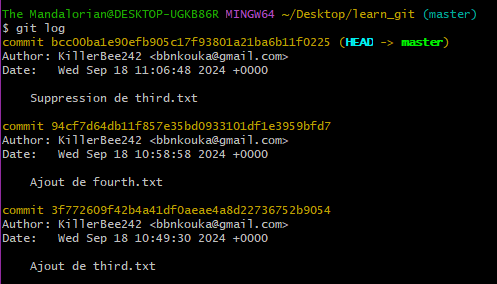 The Mandalorian@DESKTOP-UGKB86R MINGW64 ~/Desktop/learn_git (master)
$ git log
commit bcc00ba1e90efb905c17f93801a21ba6b11f0225 (HEAD -> master)
Author: KillerBee242 <bbnkouka@gmail.com>
Date:   Wed Sep 18 11:06:48 2024 +0000
    Suppression de third.txt
commit 94cf7d64db11f857e35bd0933101df1e3959bfd7
Author: KillerBee242 <bbnkouka@gmail.com>
Date:   Wed Sep 18 10:58:58 2024 +0000
    Ajout de fourth.txt
commit 3f772609f42b4a41df0aeae4a8d22736752b9054
Author: KillerBee242 <bbnkouka@gmail.com>
Date:   Wed Sep 18 10:49:30 2024 +0000
    Ajout de third.txt